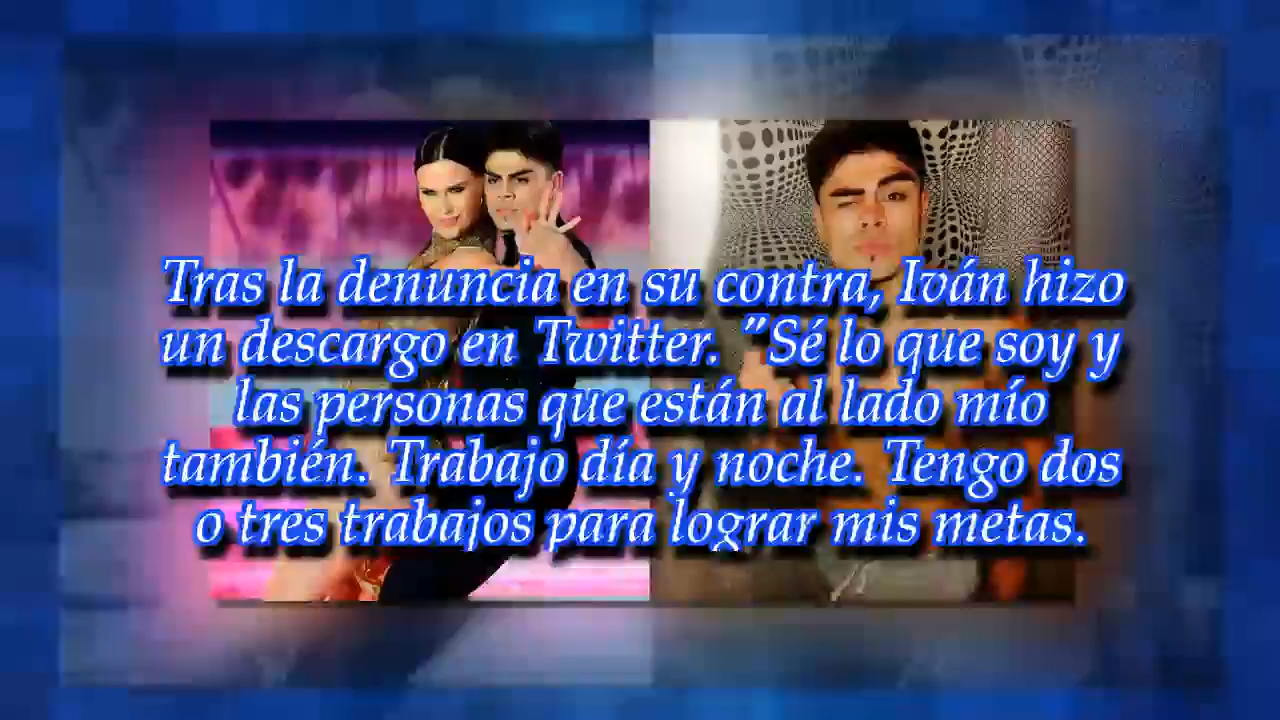 Tras la denuncia en su contra, Iván hizo
un descargo en Twitter. "Sé lo que soy y
las personas que están al lado mío
también. Trabajo día y noche. Tengo dos
o tres trabajos para lograr mis metas.